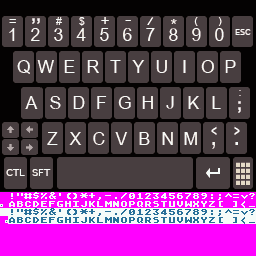 = " # $ - + / * ( )
1 2 3 4 5 6 7 8 9 0 ESC
Q W E R T Y U I O P
A S D F G H J K L : ;
↑ ↓ Z X C V B N M < , > .
← →
CTL SFT ↵
!"#$%&'()*+,-./0123456789:;^=v?
ABCDEFGHIJKLMNOPQRSTUVWXYZ[
!"#$%&'()*+,-./0123456789:;^=v?
ABCDEFGHIJKLMNOPQRSTUVWXYZ[